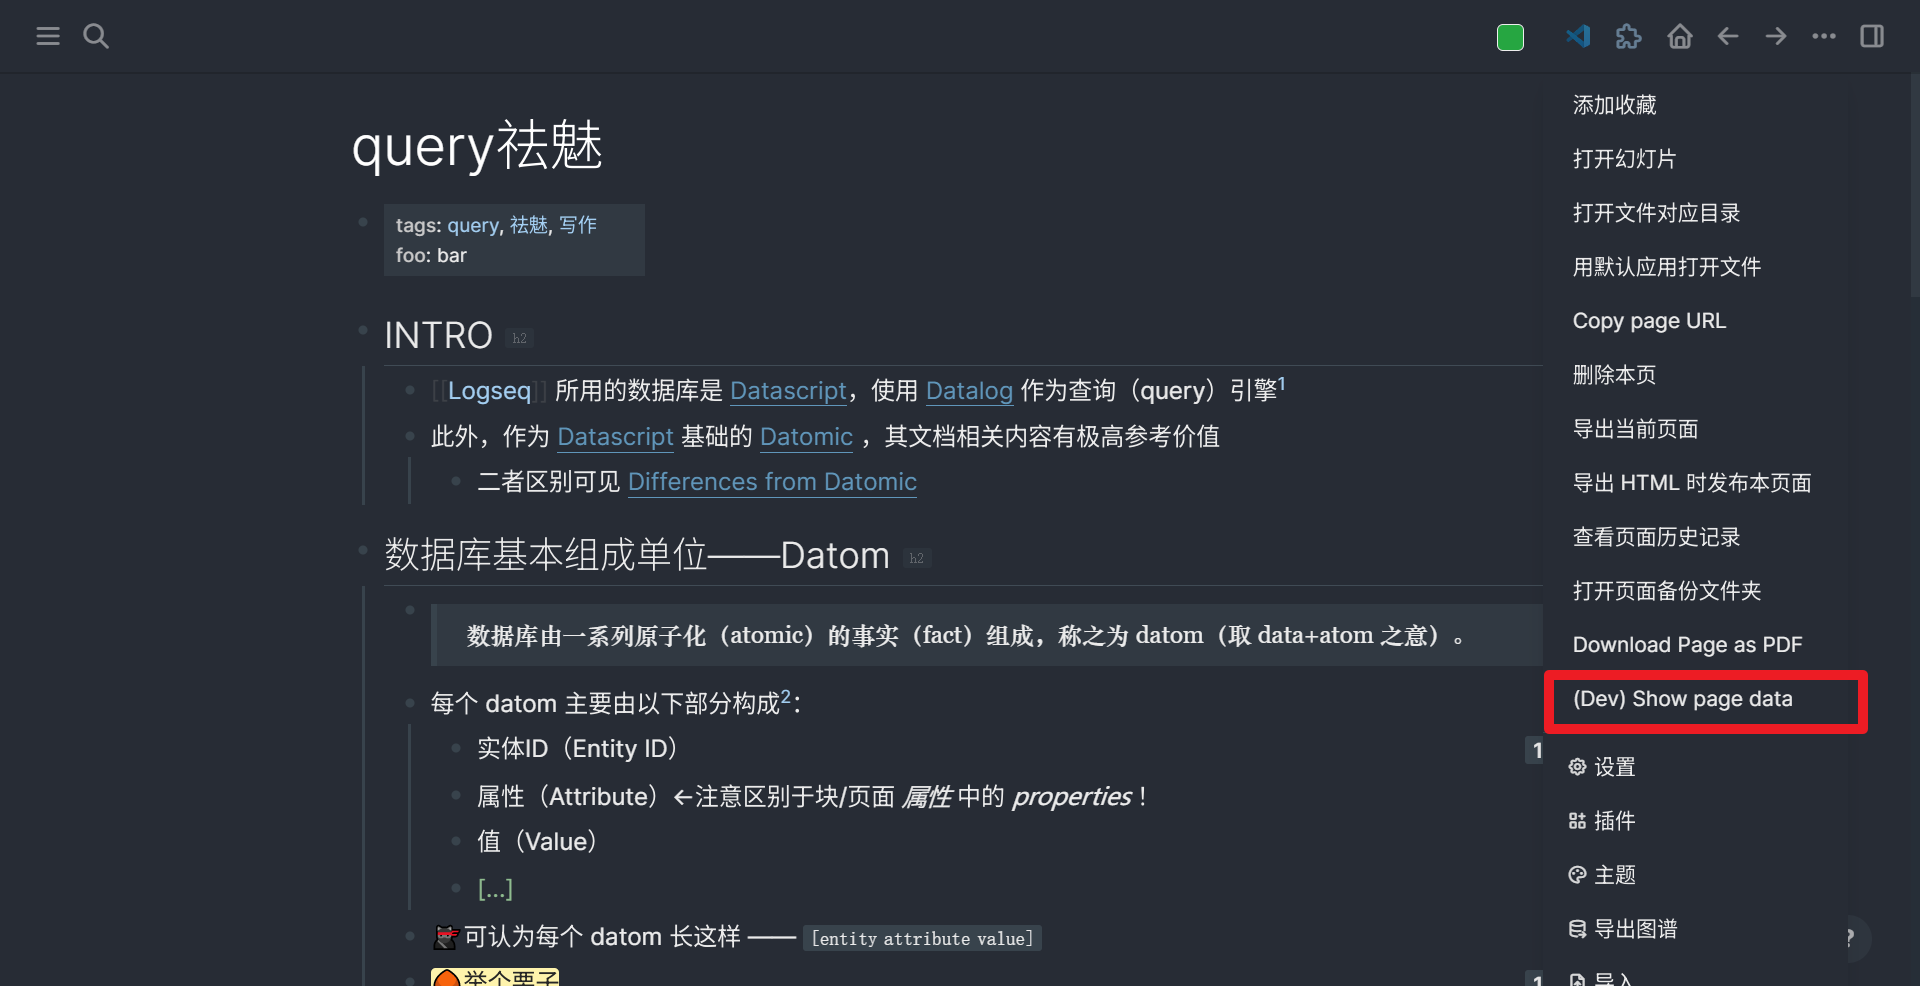 query祛魅
tags: query, 祛魅, 写作
foo: bar
INTRO h2
[[Logseq]] 所用的数据库是 Datascript，使用 Datalog 作为查询（query）引擎1
此外，作为 Datascript 基础的 Datomic ，其文档相关内容有极高参考价值
二者区别可见 Differences from Datomic
数据库基本组成单位——Datom h2
数据库由一系列原子化（atomic）的事实（fact）组成，称之为 datom（取 data+atom 之意）。
每个 datom 主要由以下部分构成2：
实体ID（Entity ID） 1
属性（Attribute）←注意区别于块/页面 属性 中的 properties！
值（Value）
[...]
可认为每个 datom 长这样 —— [entity attribute value]
举个栗子 1
添加收藏
打开幻灯片
打开文件对应目录
用默认应用打开文件
Copy page URL
删除本页
导出当前页面
导出 HTML 时发布本页面
查看页面历史记录
打开页面备份文件夹
Download Page as PDF
(Dev) Show page data
设置
插件
主题
导出图谱
?
导入